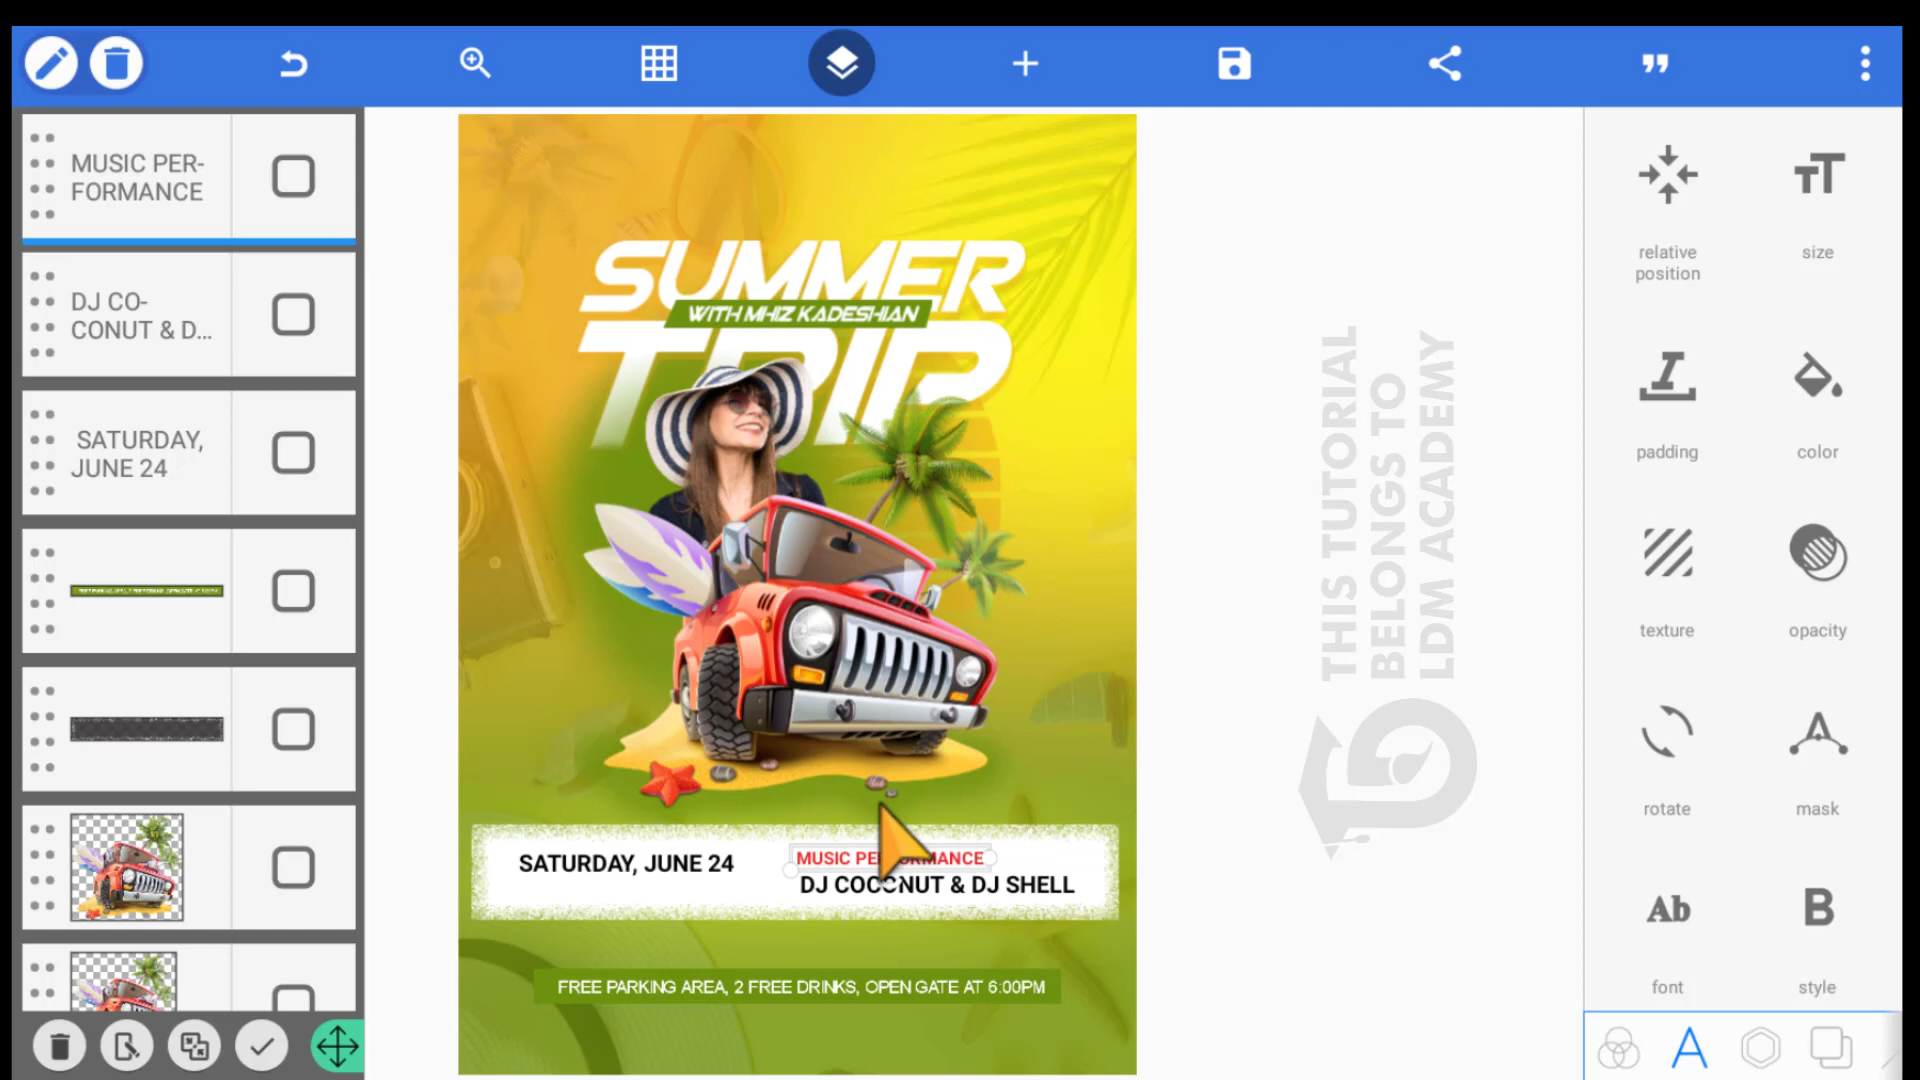 MUSIC PER-
FORMANCE
DJ CO-
CONUT & D...
SATURDAY,
JUNE 24
SUMMER
WITH MHIZ KADESHIAN
TRIP
SATURDAY, JUNE 24
MUSIC PERFORMANCE
DJ COCONUT & DJ SHELL
FREE PARKING AREA, 2 FREE DRINKS, OPEN GATE AT 6:00PM
THIS TUTORIAL
BELONGS TO
LDM ACADEMY
relative
position
size
padding
color
texture
opacity
rotate
mask
Ab
B
font
style